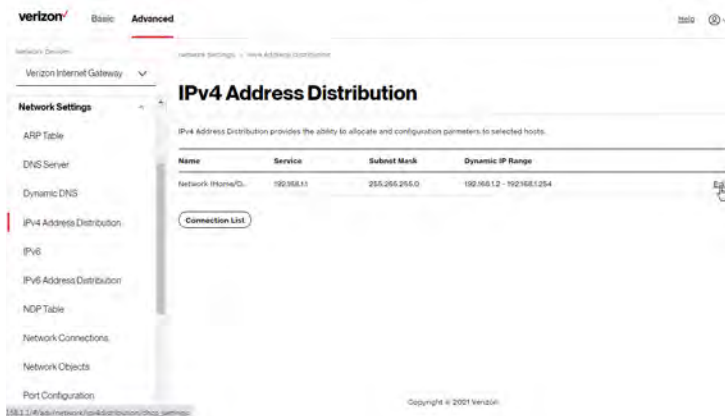 verizon
Basic
Advanced
Help
Network Devices
Verizon Internet Gateway
Network Settings > IPv4 Address Distribution
IPv4 Address Distribution
Network Settings
IPv4 Address Distribution provides the ability to allocate and configuration parmeters to selected hosts.
ARP Table
Name Service Subnet Mask Dynamic IP Range
DNS Server
Network (Home/O.. 192.168.1.1 255.255.255.0 192.168.1.2 - 192.168.1.254
Dynamic DNS
IPv4 Address Distribution
Connection List
IPv6
IPv6 Address Distribution
NDP Table
Network Connections
Network Objects
Port Configuration
Copyright © 2001 Verizon